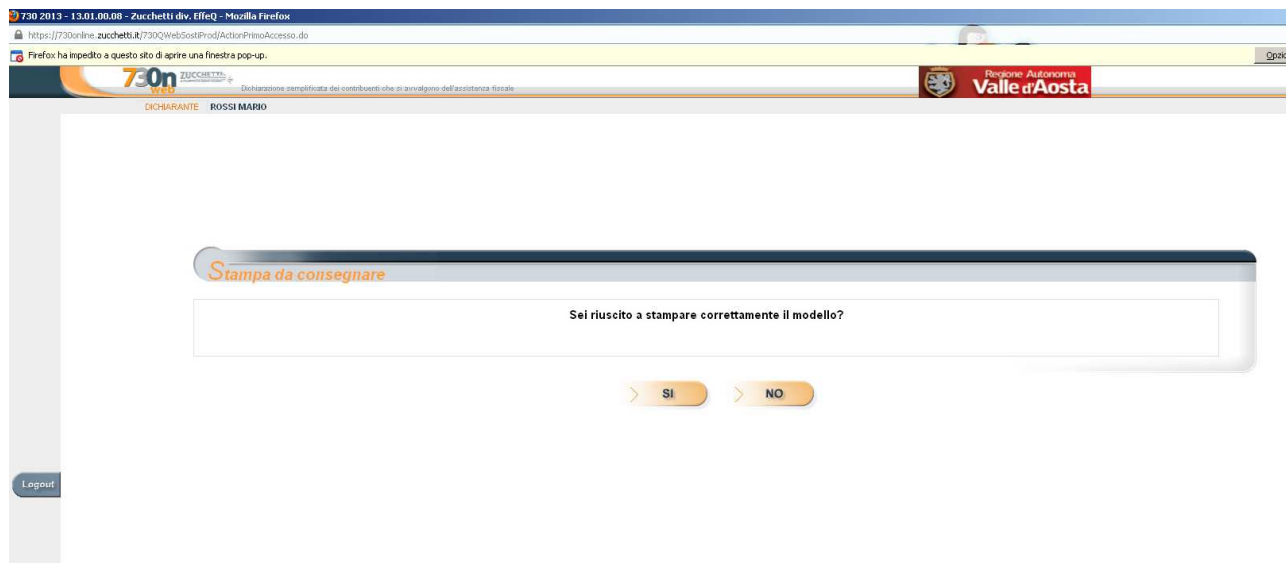 730 2013 - 13.01.00.08 - Zucchetti div. EffeQ - Mozilla Firefox
https://730online.zucchetti.it/730QWebSostiProd/ActionPrimoAccesso.do
Firefox ha impedito a questo sito di aprire una finestra pop-up.
Opzio
730n web ZUCCHETTI
Dichiarazione semplificata dei contribuenti che si avvalgono dell'assistenza fiscale
Regione Autonoma
Valle d'Aosta
DICHIARANTE ROSSI MARIO
Stampa da consegnare
Sei riuscito a stampare correttamente il modello?
SI NO
Logout